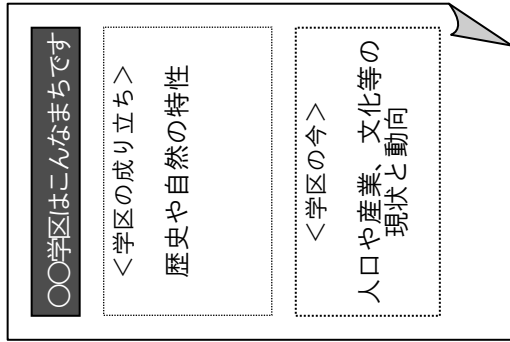 ○○学区はこんなまちです
＜学区の成り立ち＞
歴史や自然の特性
＜学区の今＞
人口や産業、文化等の
現状と動向